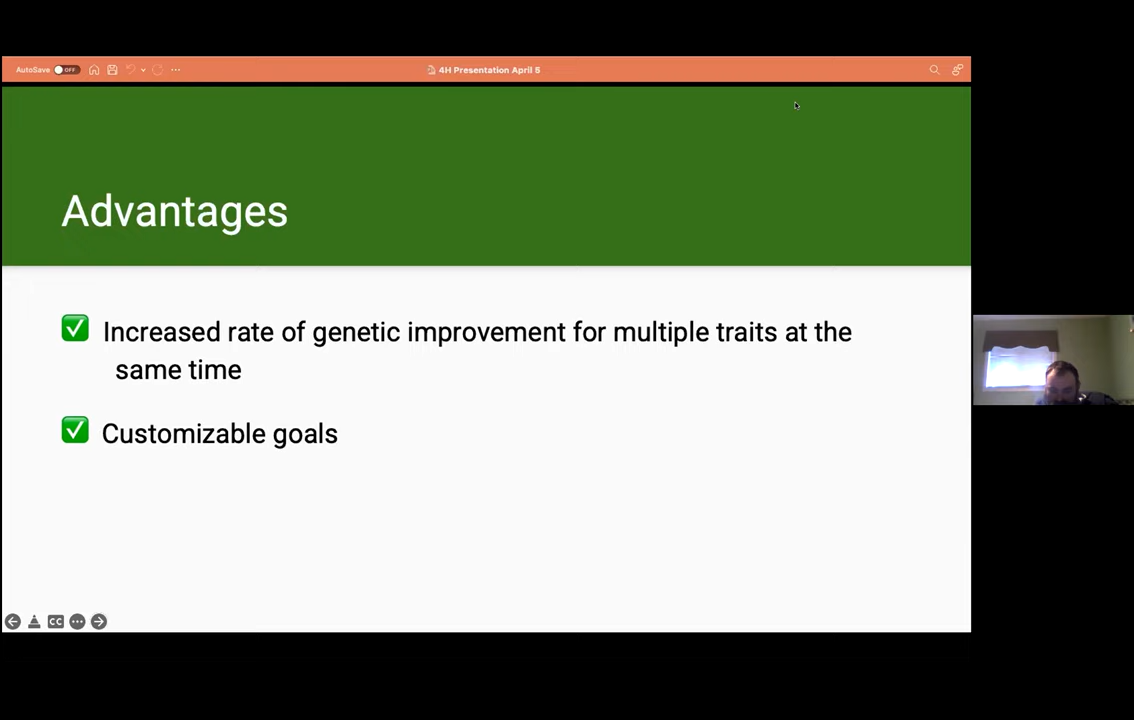 AutoSave OFF 4H Presentation April 5
Advantages
Increased rate of genetic improvement for multiple traits at the
same time
Customizable goals
CC